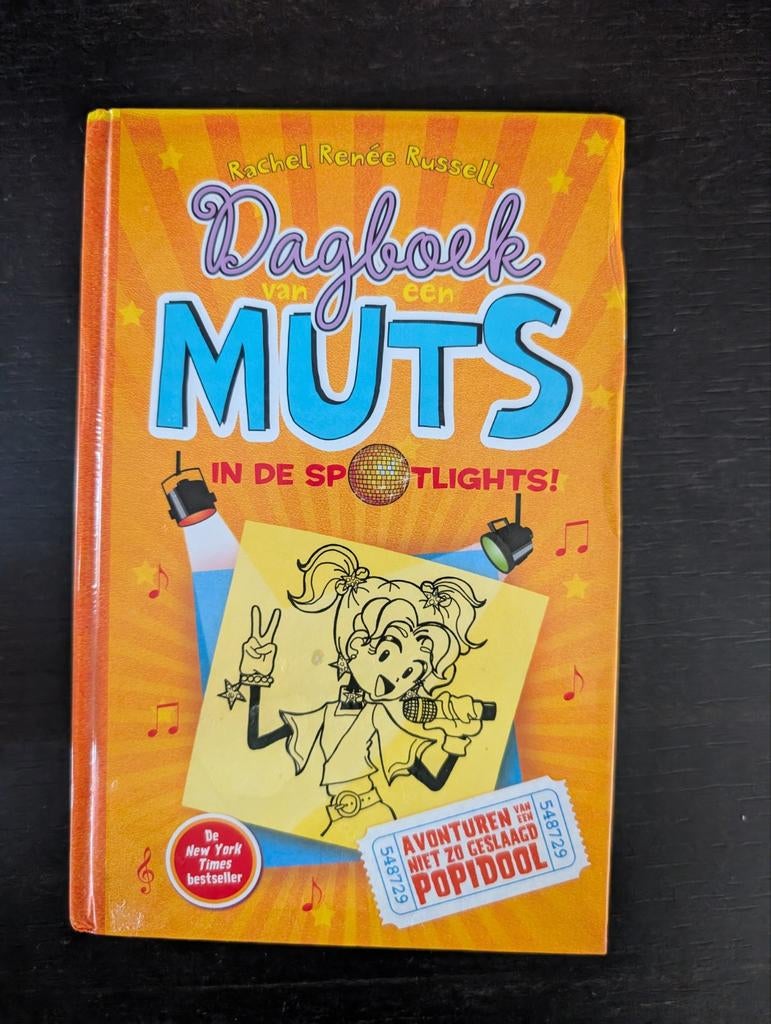 Rachel Renée Russell
Dagboek
van een
MUTS
IN DE SPOTLIGHTS!
De
New York
Times
bestseller
548729
AVONTUREN VAN EEN
NIET ZO GESLAAGD
POPIDOOL
548729